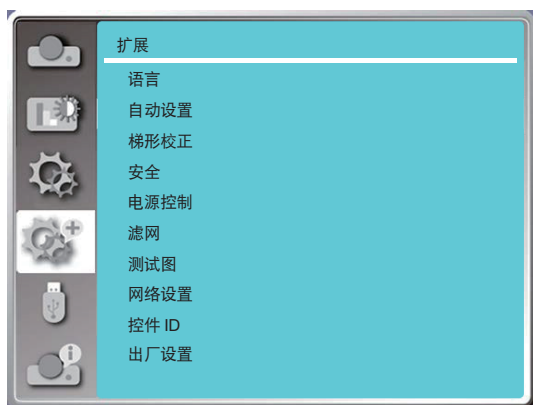 扩展
语言
自动设置
梯形校正
安全
电源控制
滤网
测试图
网络设置
控件 ID
出厂设置